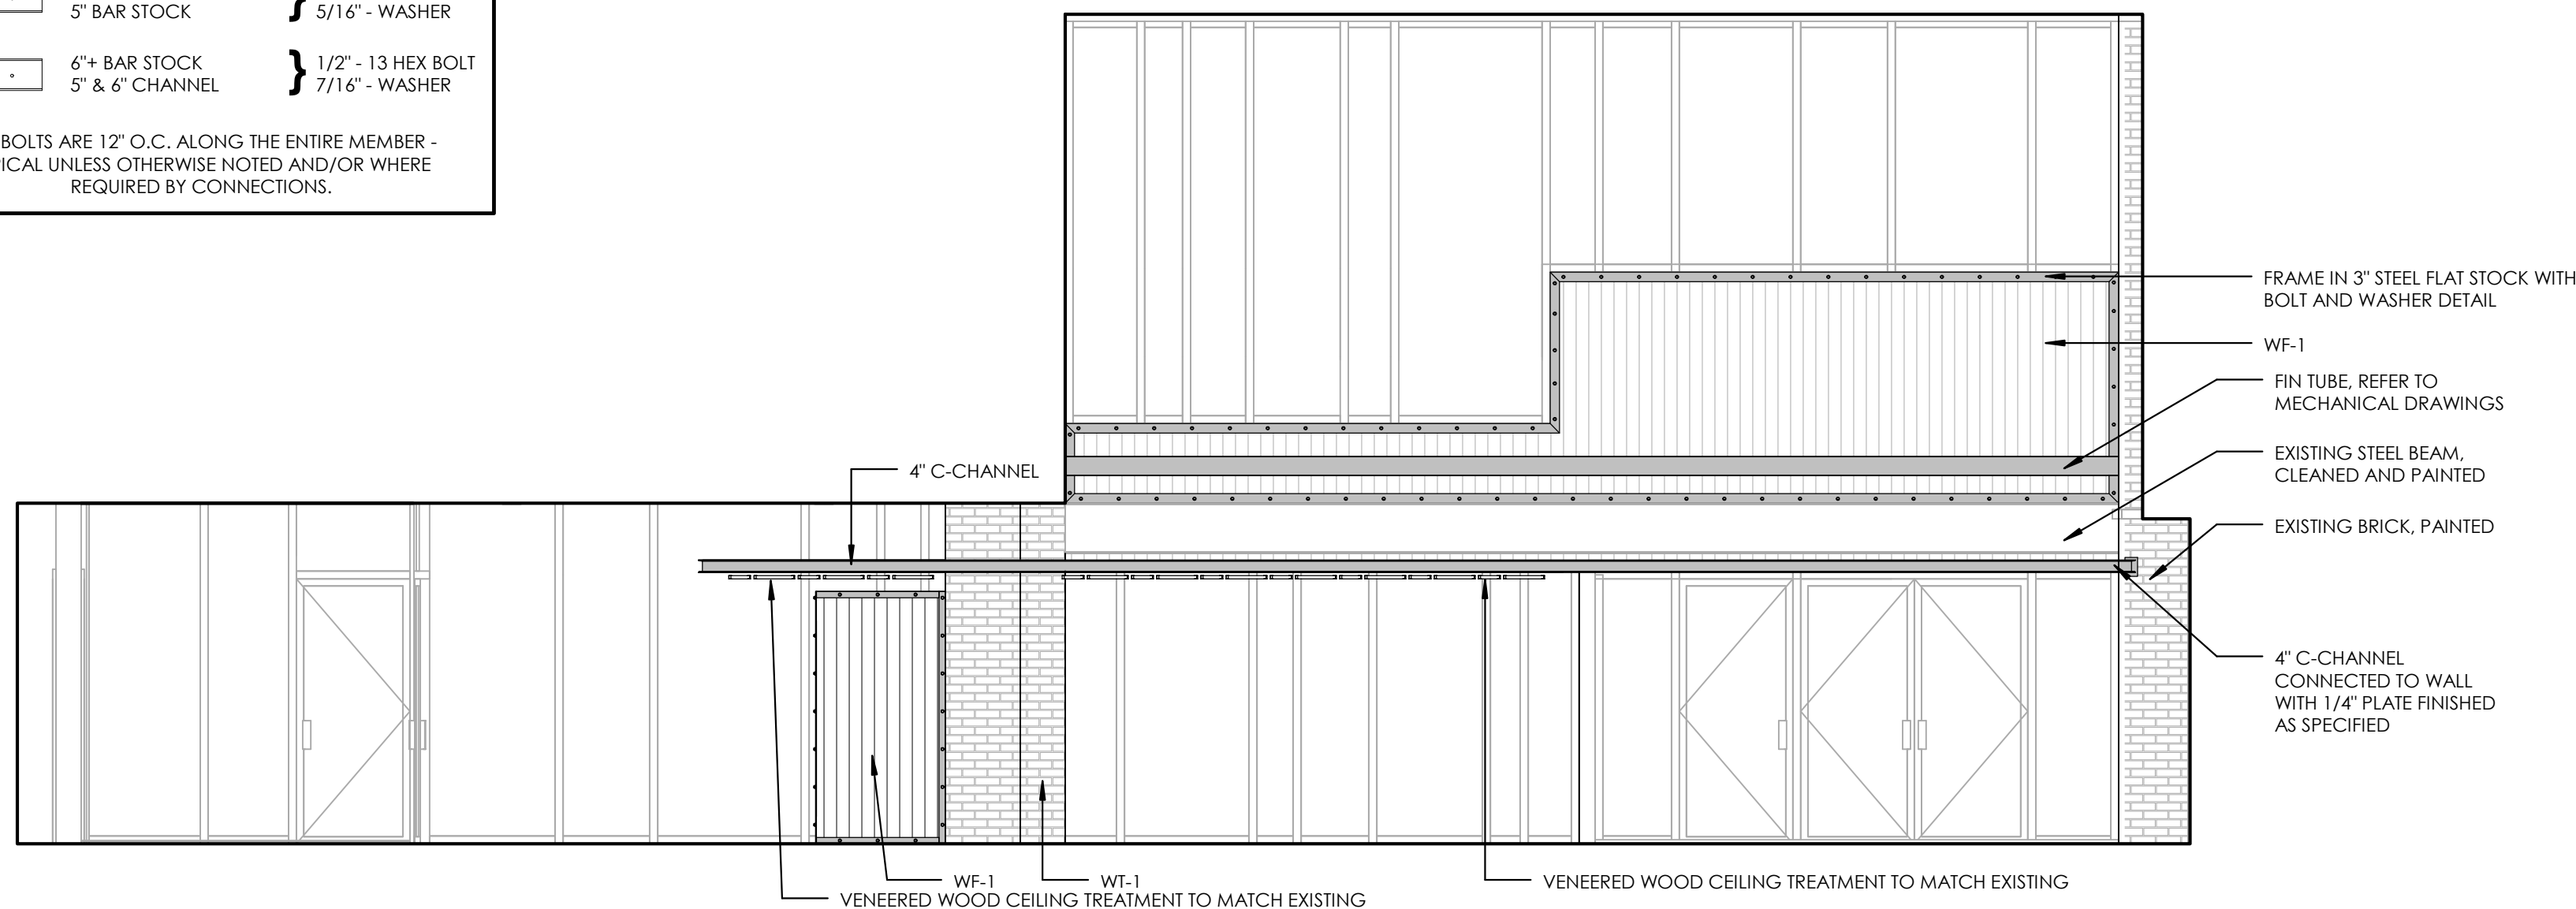 5" BAR STOCK
5/16" - WASHER
6"+ BAR STOCK
5" & 6" CHANNEL
1/2" - 13 HEX BOLT
7/16" - WASHER
BOLTS ARE 12" O.C. ALONG THE ENTIRE MEMBER -
UNLESS OTHERWISE NOTED AND/OR WHERE
REQUIRED BY CONNECTIONS.
FRAME IN 3" STEEL FLAT STOCK WITH
BOLT AND WASHER DETAIL
WF-1
FIN TUBE, REFER TO
MECHANICAL DRAWINGS
EXISTING STEEL BEAM,
CLEANED AND PAINTED
4" C-CHANNEL
EXISTING BRICK, PAINTED
4" C-CHANNEL
CONNECTED TO WALL
WITH 1/4" PLATE FINISHED
AS SPECIFIED
WF-1
WT-1
VENEERED WOOD CEILING TREATMENT TO MATCH EXISTING
VENEERED WOOD CEILING TREATMENT TO MATCH EXISTING